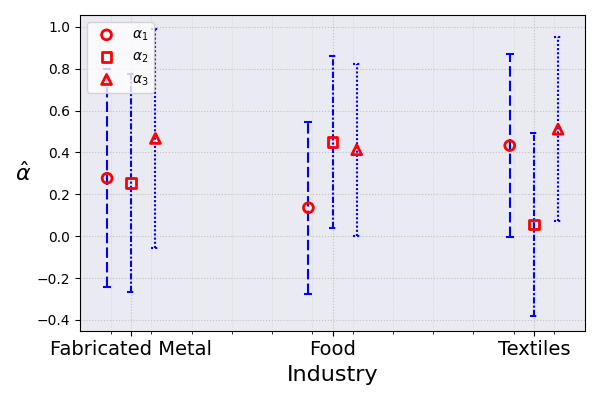 α₁
α₂
α₃
1.0
0.8
0.6
0.4
0.2
0.0
−0.2
−0.4
α̂
Fabricated Metal
Food
Textiles
Industry